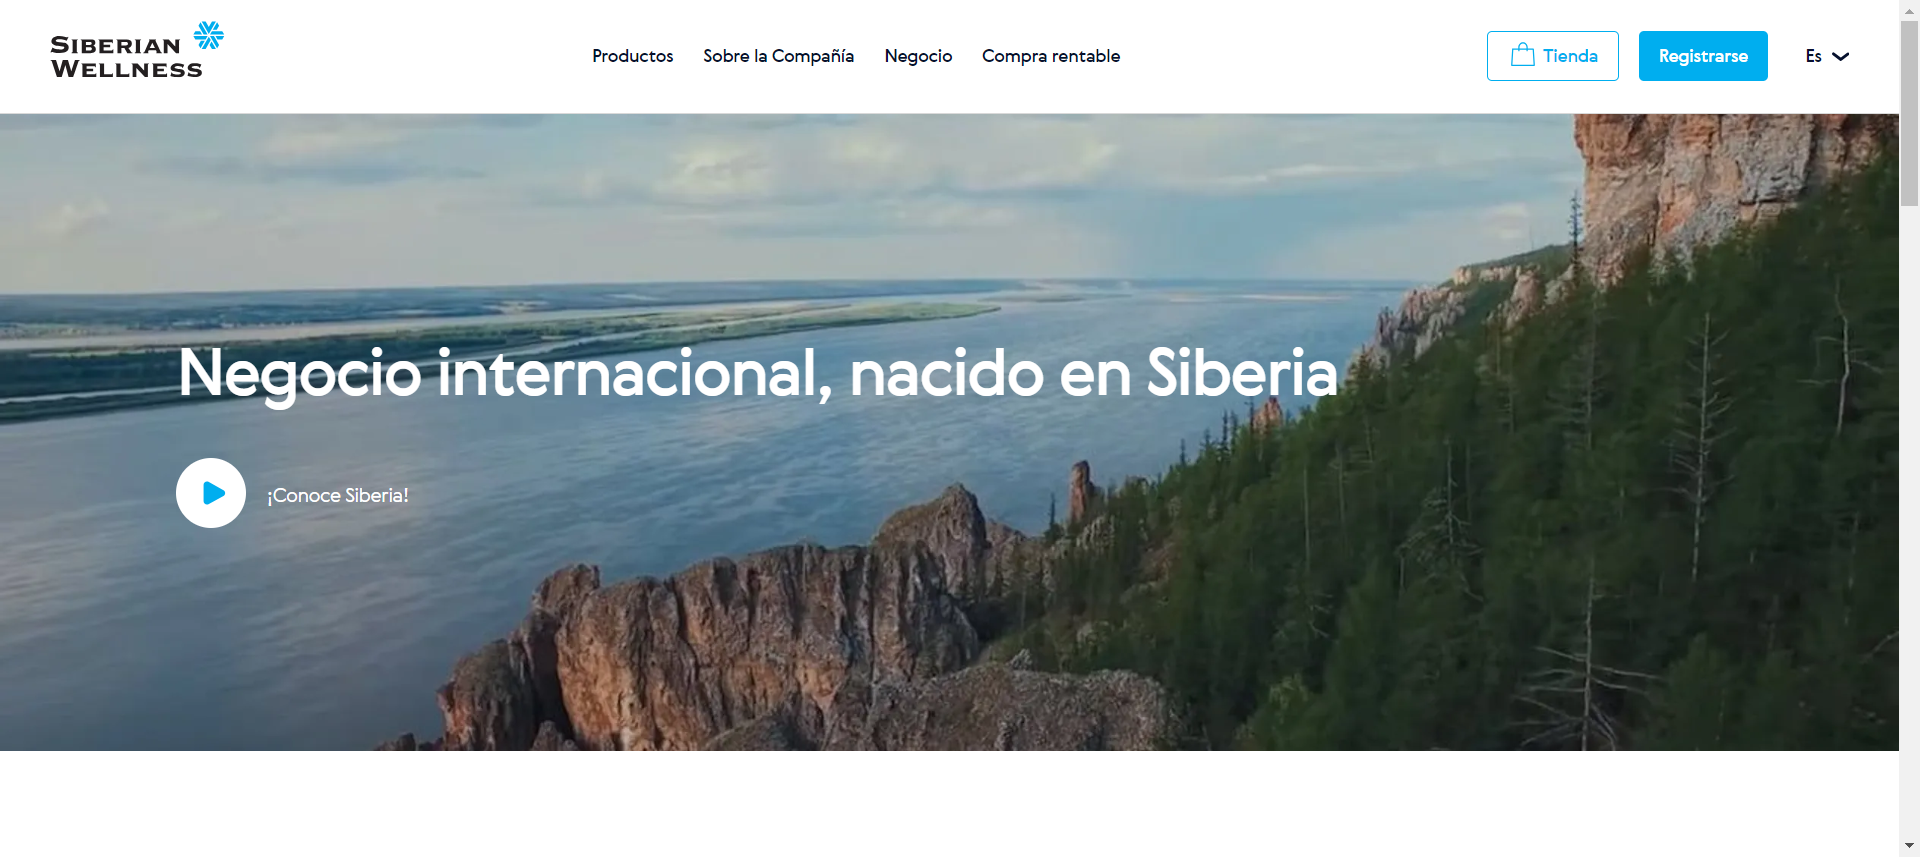 SIBERIAN
WELLNESS
Productos
Sobre la Compañía
Negocio
Compra rentable
Tienda
Registrarse
Es
Negocio internacional, nacido en Siberia
¡Conoce Siberia!